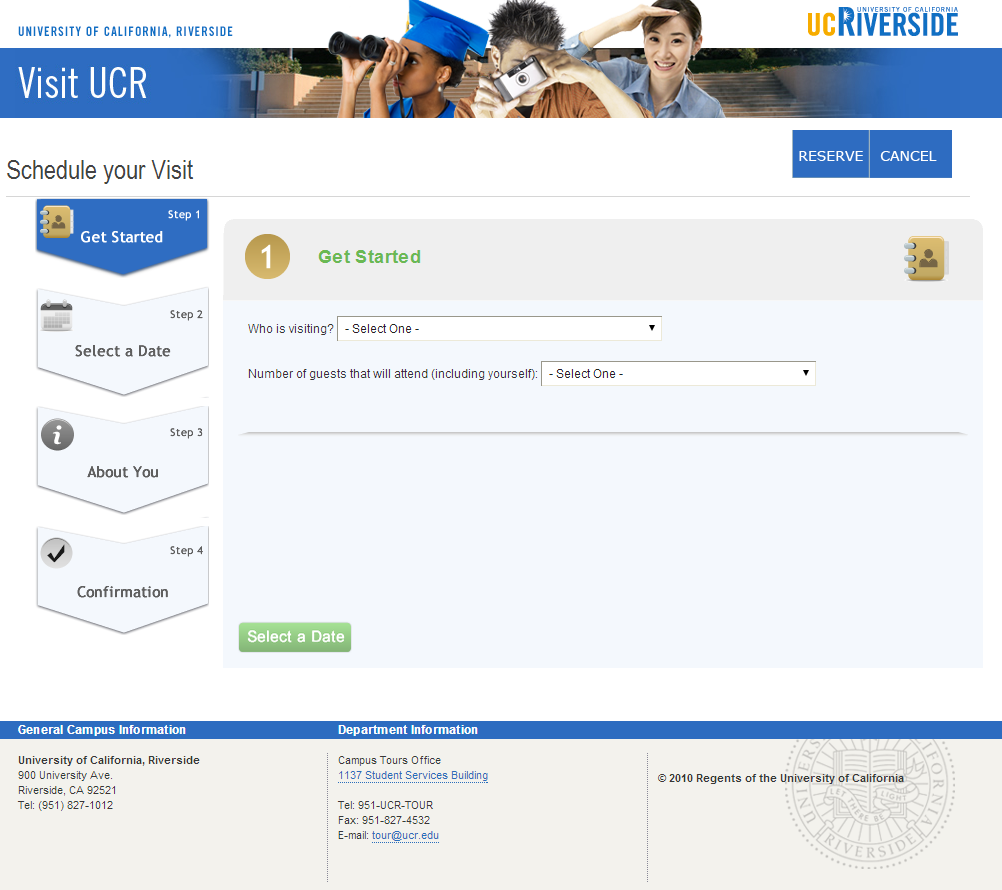 UNIVERSITY OF CALIFORNIA, RIVERSIDE
UNIVERSITY OF CALIFORNIA
UCRIVERSIDE
Visit UCR
RESERVE CANCEL
Schedule your Visit
Step 1
Get Started
Step 2
Select a Date
Step 3
About You
Step 4
Confirmation
1 Get Started
Who is visiting? - Select One -
Number of guests that will attend (including yourself): - Select One -
Select a Date
General Campus Information
University of California, Riverside
900 University Ave.
Riverside, CA 92521
Tel: (951) 827-1012
Department Information
Campus Tours Office
1137 Student Services Building
Tel: 951-UCR-TOUR
Fax: 951-827-4532
E-mail: tour@ucr.edu
© 2010 Regents of the University of California
LET THERE BE LIGHT
RIVERSIDE